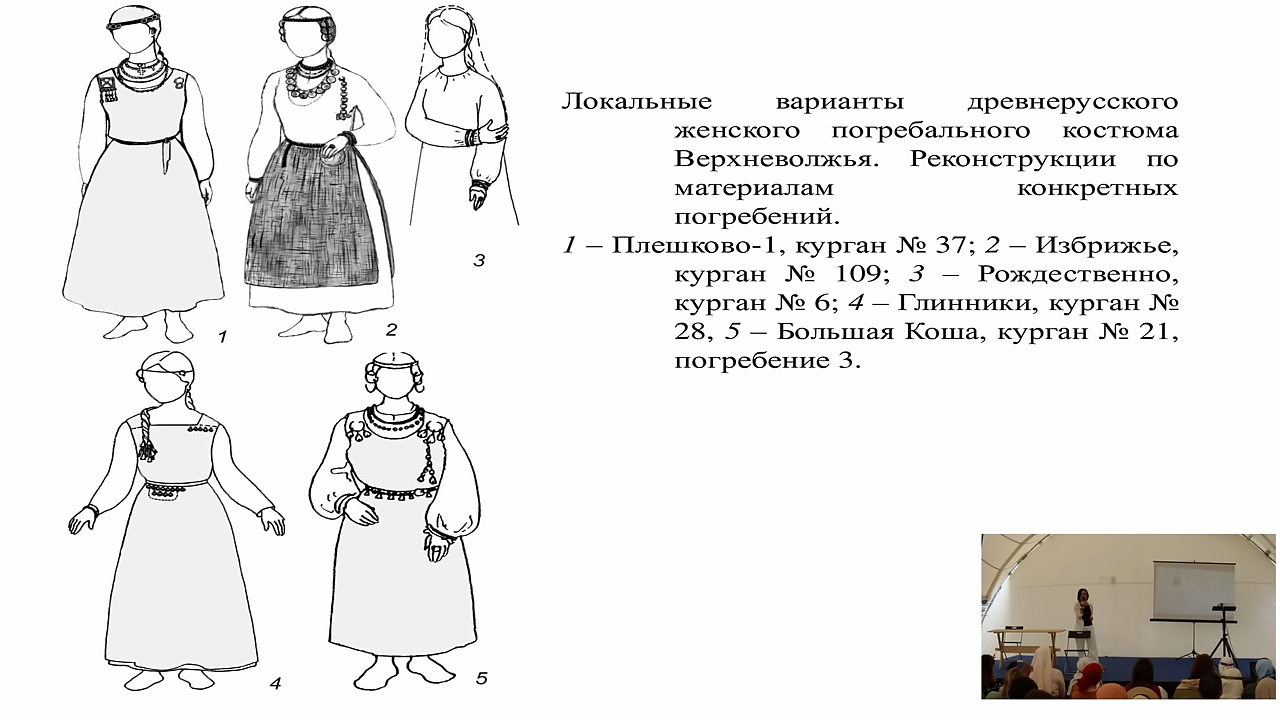 Локальные варианты древнерусского
женского погребального костюма
Верхневолжья. Реконструкции по
материалам конкретных
погребений.
1 – Плешково-1, курган № 37; 2 – Избрижье,
курган № 109; 3 – Рождественно,
курган № 6; 4 – Глинники, курган №
28, 5 – Большая Коша, курган № 21,
погребение 3.
1
2
3
4
5